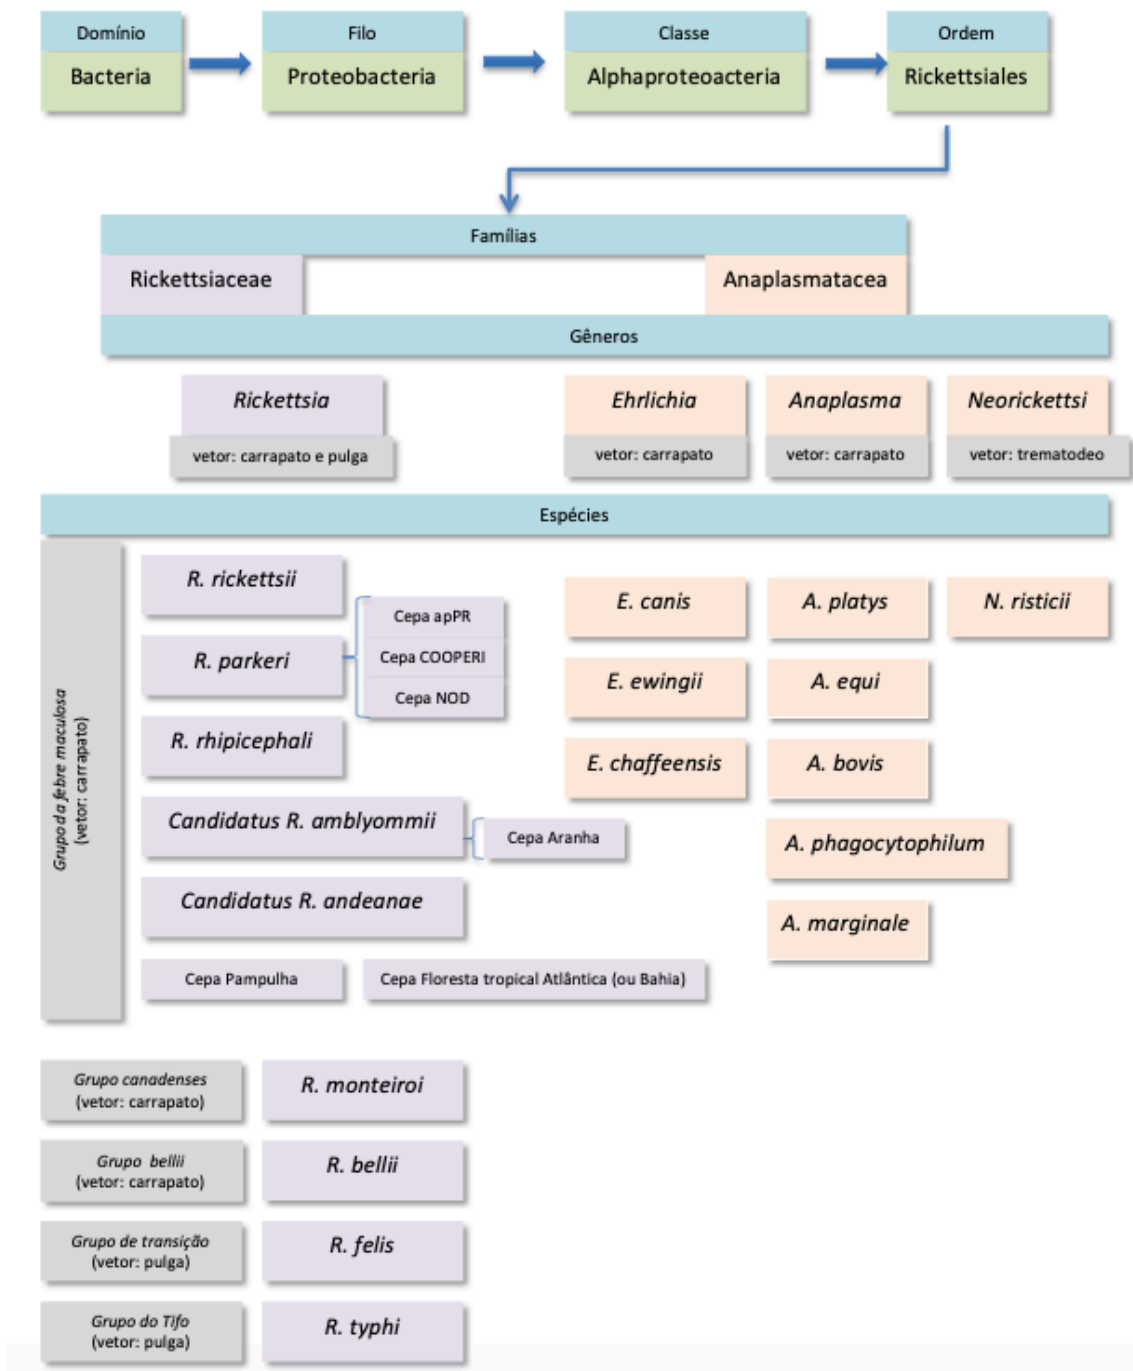 Domínio
Filo
Classe
Ordem
Bacteria
Proteobacteria
Alphaproteoacteria
Rickettsiales
Famílias
Rickettsiaceae
Anaplasmatacea
Gêneros
Rickettsia
Ehrlichia
Anaplasma
Neorickettsi
vetor: carrapato e pulga
vetor: carrapato
vetor: carrapato
vetor: trematodeo
Espécies
Grupo da febre maculosa
(vetor: carrapato)
R. rickettsii
R. parkeri
Cepa apPR
Cepa COOPERI
Cepa NOD
R. rhipicephali
Candidatus R. amblyommii
Cepa Aranha
Candidatus R. andeanae
Cepa Pampulha
Cepa Floresta tropical Atlântica (ou Bahia)
E. canis
E. ewingii
E. chaffeensis
A. platys
A. equi
A. bovis
A. phagocytophilum
A. marginale
N. risticii
Grupo canadenses
(vetor: carrapato)
R. monteiroi
Grupo bellii
(vetor: carrapato)
R. bellii
Grupo de transição
(vetor: pulga)
R. felis
Grupo do Tifo
(vetor: pulga)
R. typhi